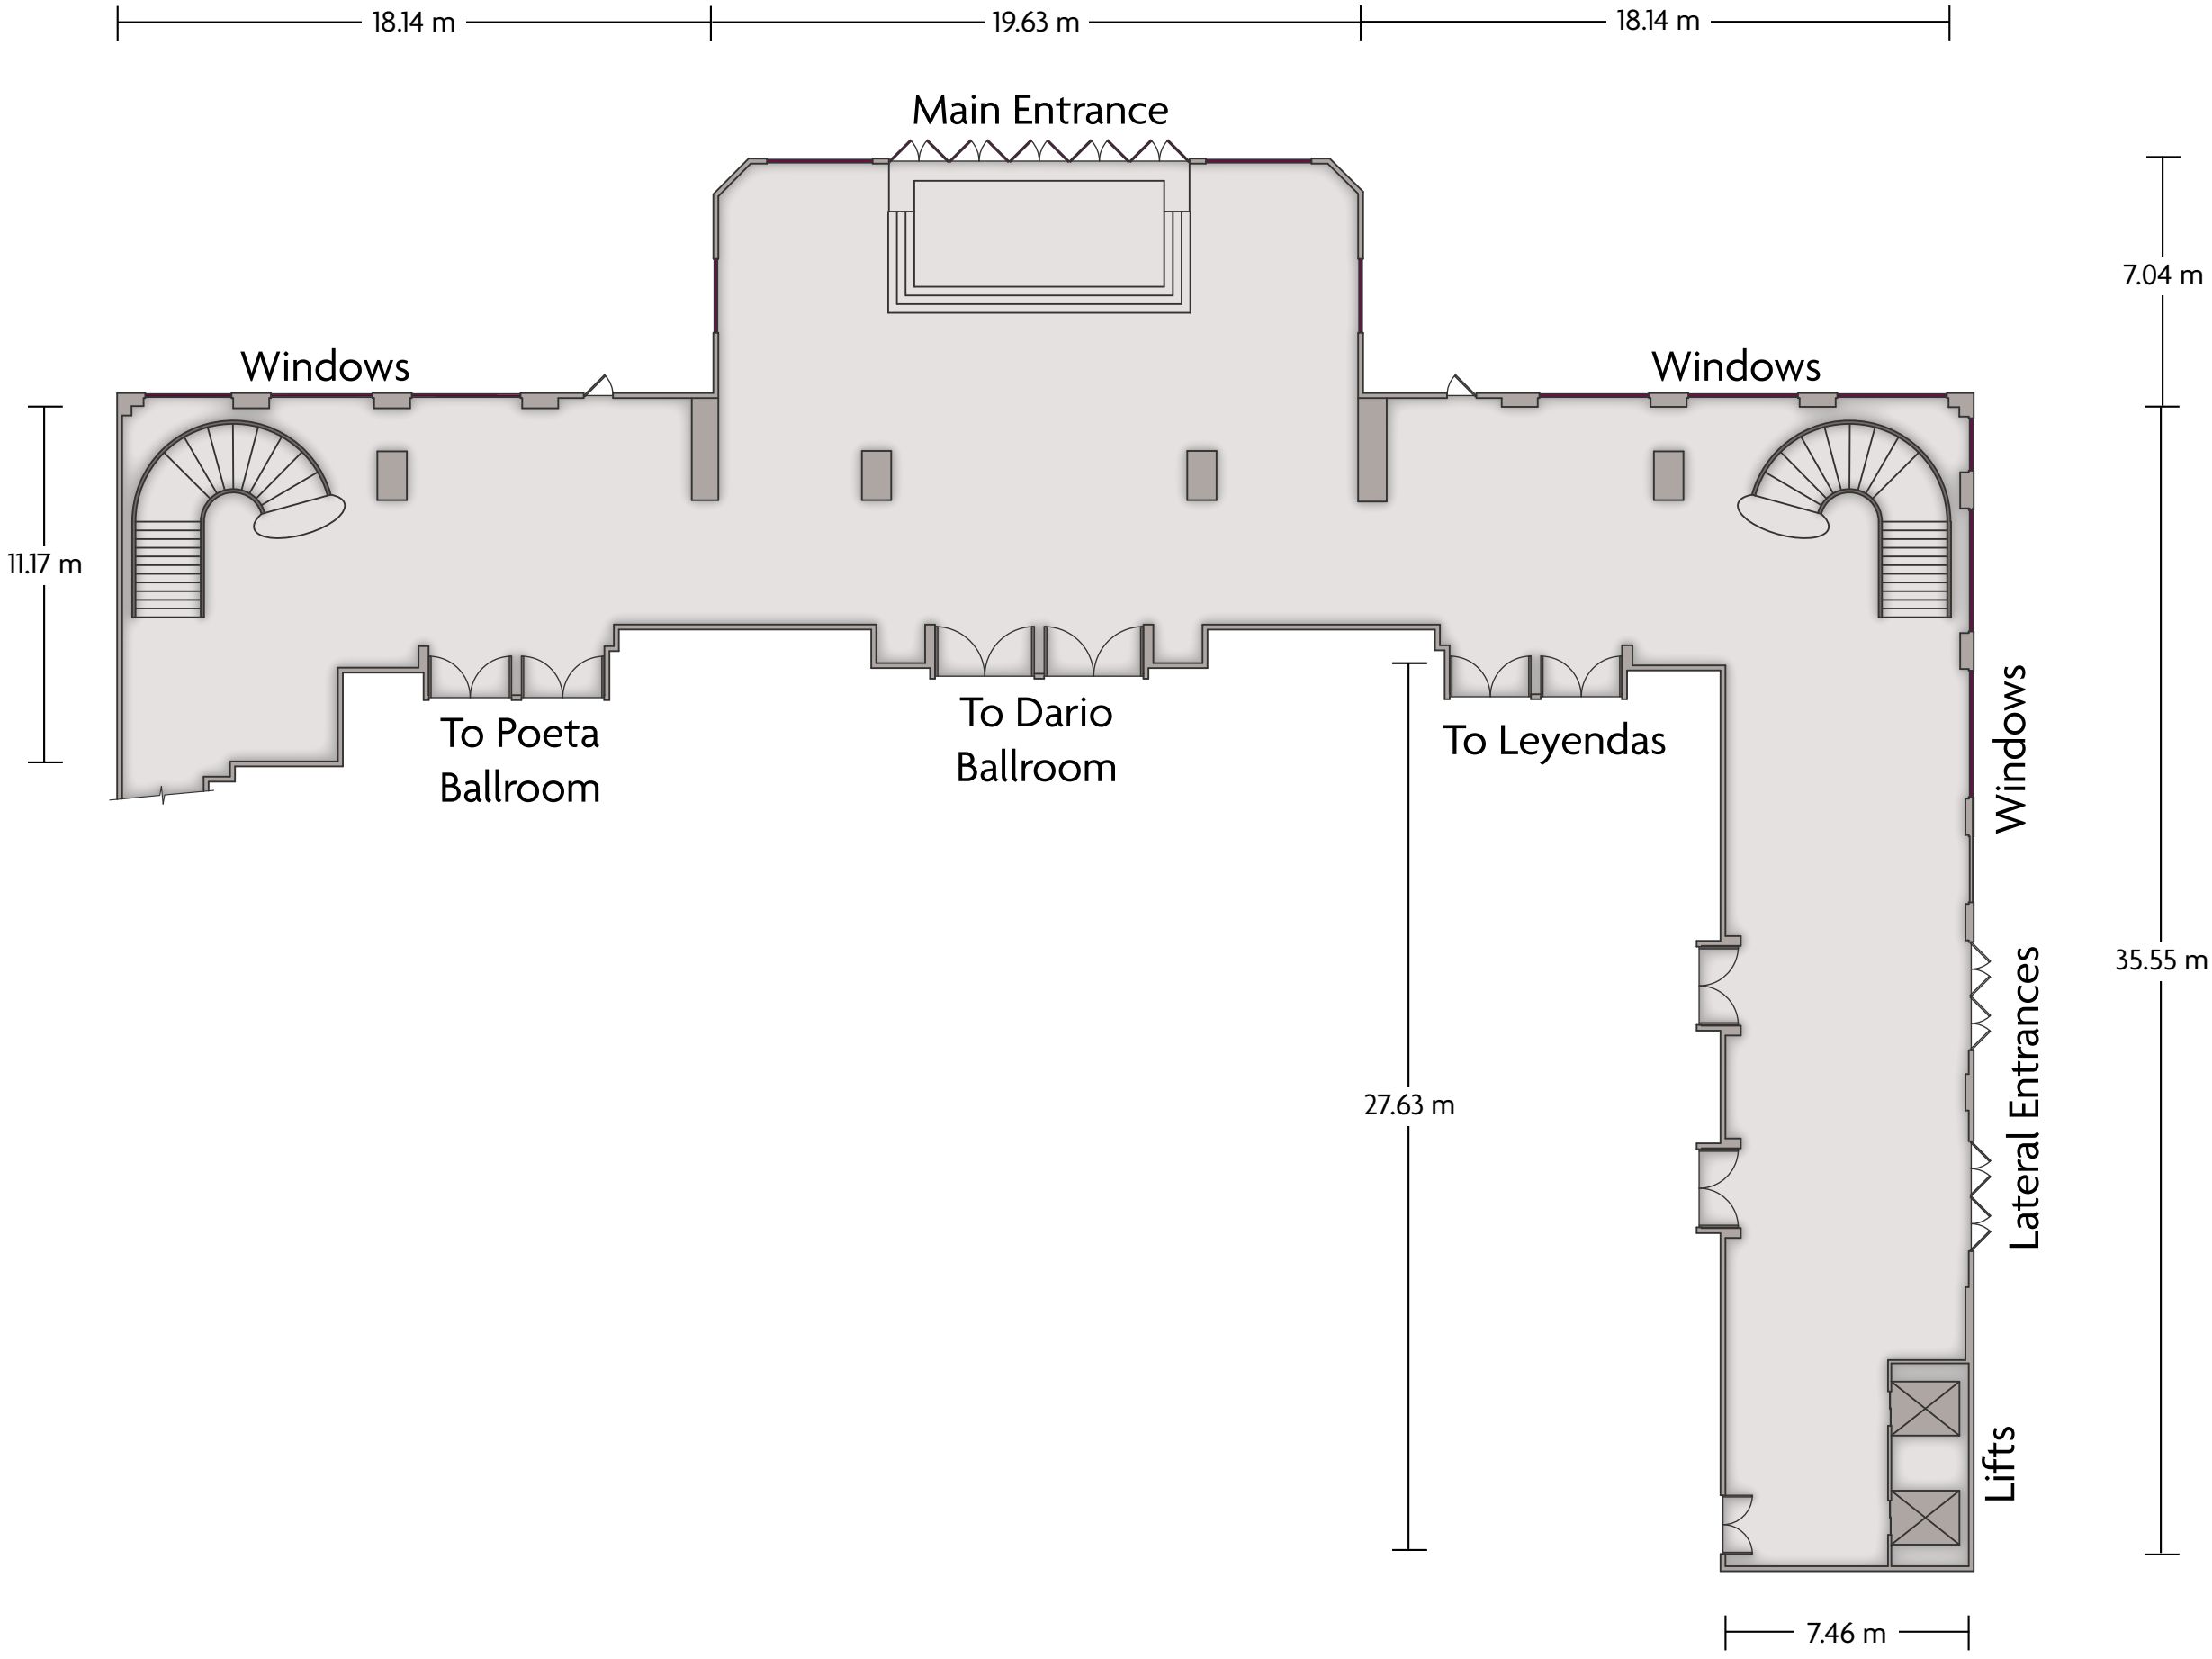 18.14 m
19.63 m
18.14 m
Main Entrance
7.04 m
Windows
Windows
11.17 m
Windows
To Poeta
Ballroom
To Dario
Ballroom
To Leyendas
35.55 m
Lateral Entrances
27.63 m
Lifts
7.46 m